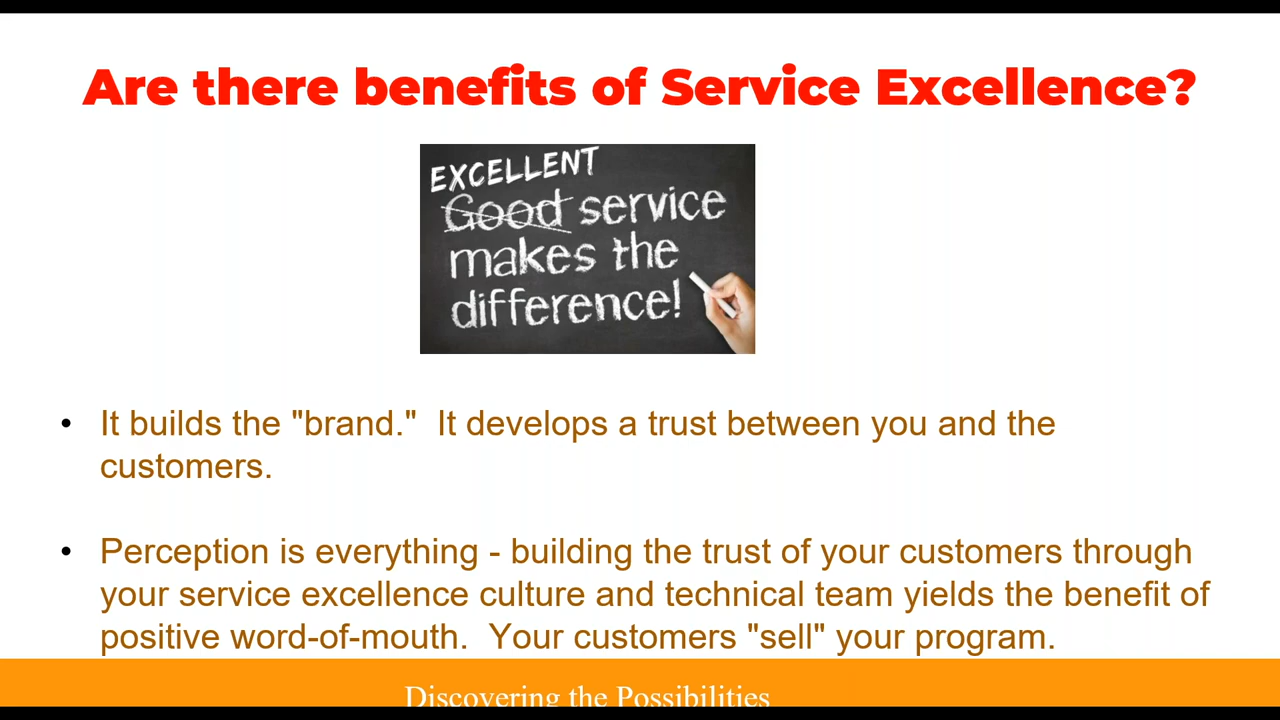 Are there benefits of Service Excellence?
EXCELLENT
Good service
makes the
difference!
• It builds the "brand."  It develops a trust between you and the
customers.
• Perception is everything - building the trust of your customers through
your service excellence culture and technical team yields the benefit of
positive word-of-mouth.  Your customers "sell" your program.
Discovering the Possibilities